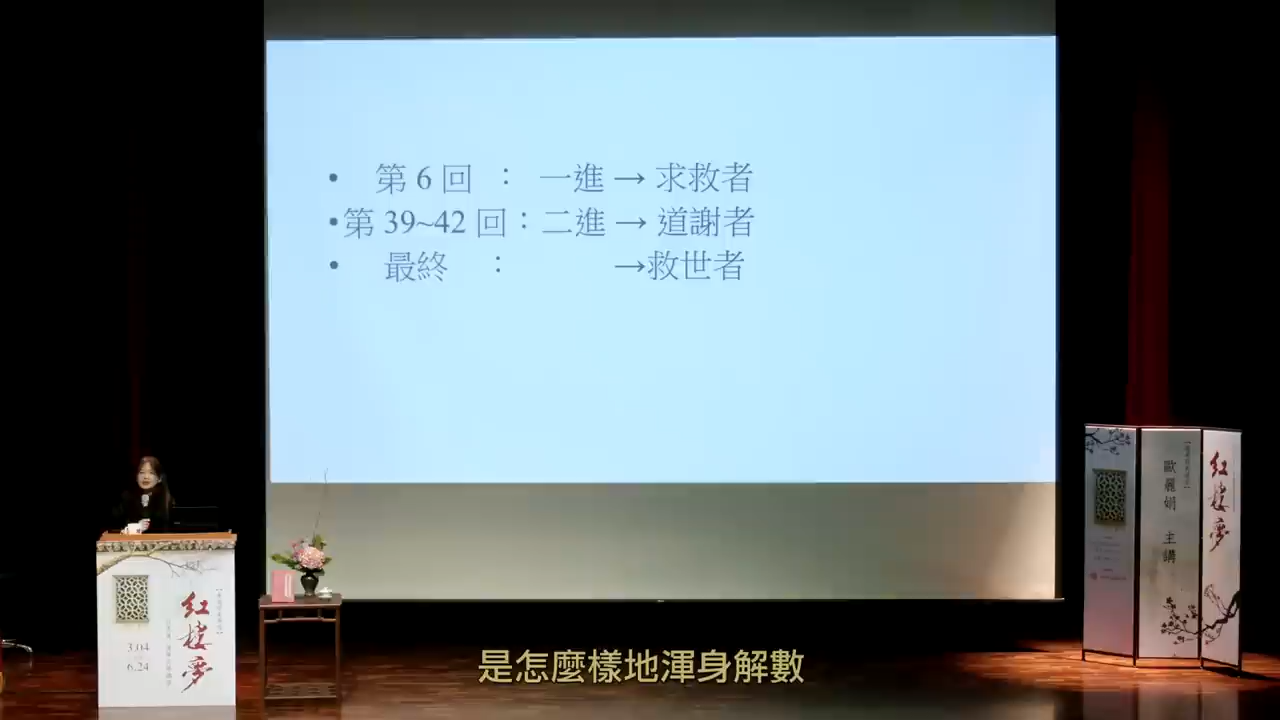 • 第 6 回 ： 一進 → 求救者
•第 39~42 回：二進 → 道謝者
• 最終 ： →救世者
紅樓夢
3.04
6.24
歐麗娟 主講
紅樓夢
是怎麼樣地渾身解數